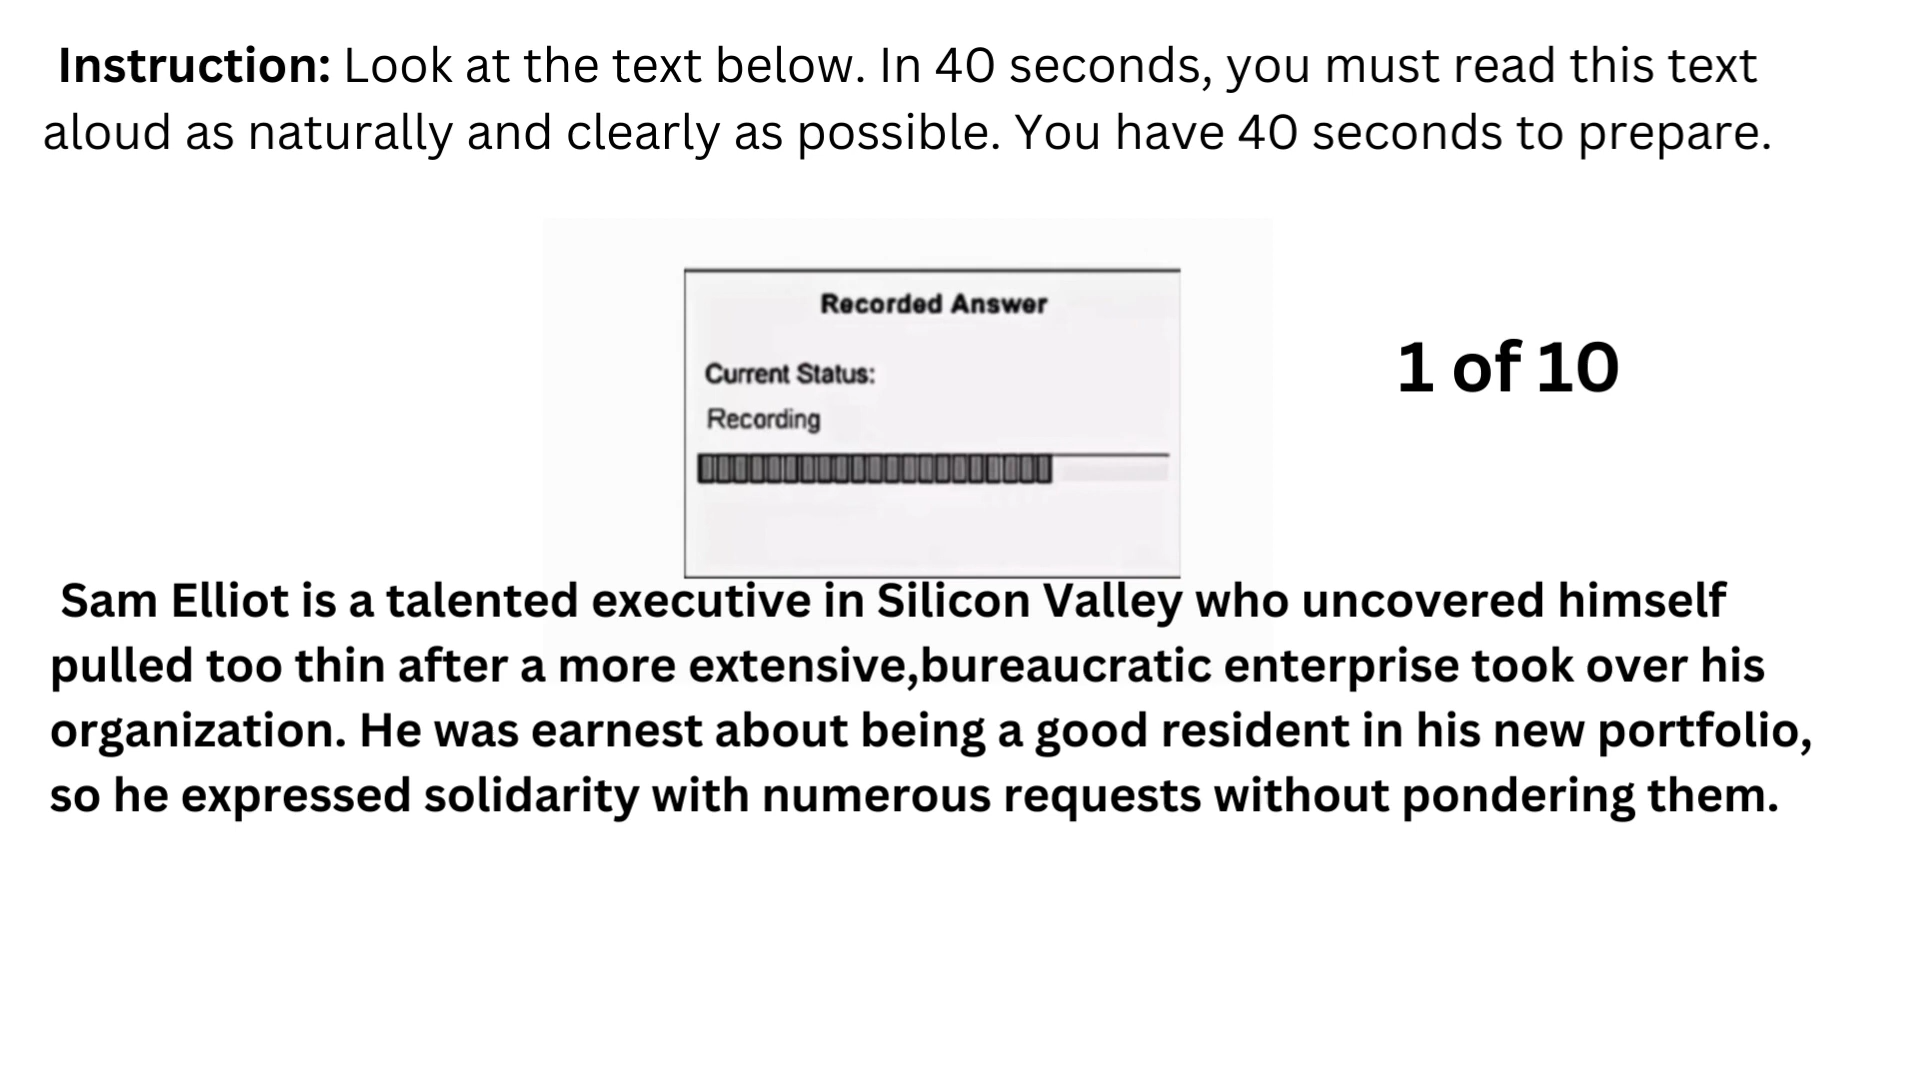 Instruction: Look at the text below. In 40 seconds, you must read this text
aloud as naturally and clearly as possible. You have 40 seconds to prepare.
Recorded Answer
Current Status:
Recording
1 of 10
Sam Elliot is a talented executive in Silicon Valley who uncovered himself
pulled too thin after a more extensive,bureaucratic enterprise took over his
organization. He was earnest about being a good resident in his new portfolio,
so he expressed solidarity with numerous requests without pondering them.